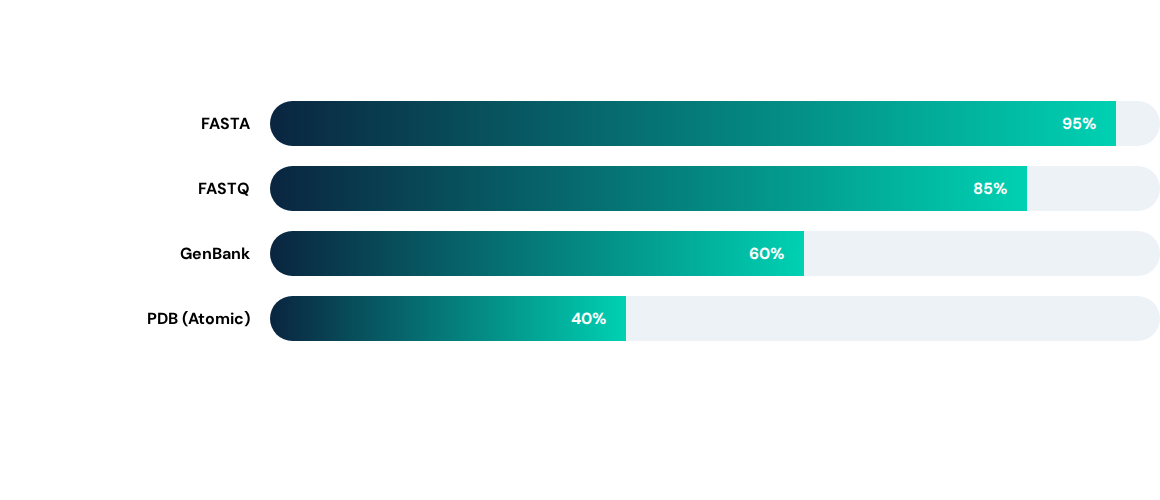 FASTA 95%
FASTQ 85%
GenBank 60%
PDB (Atomic) 40%